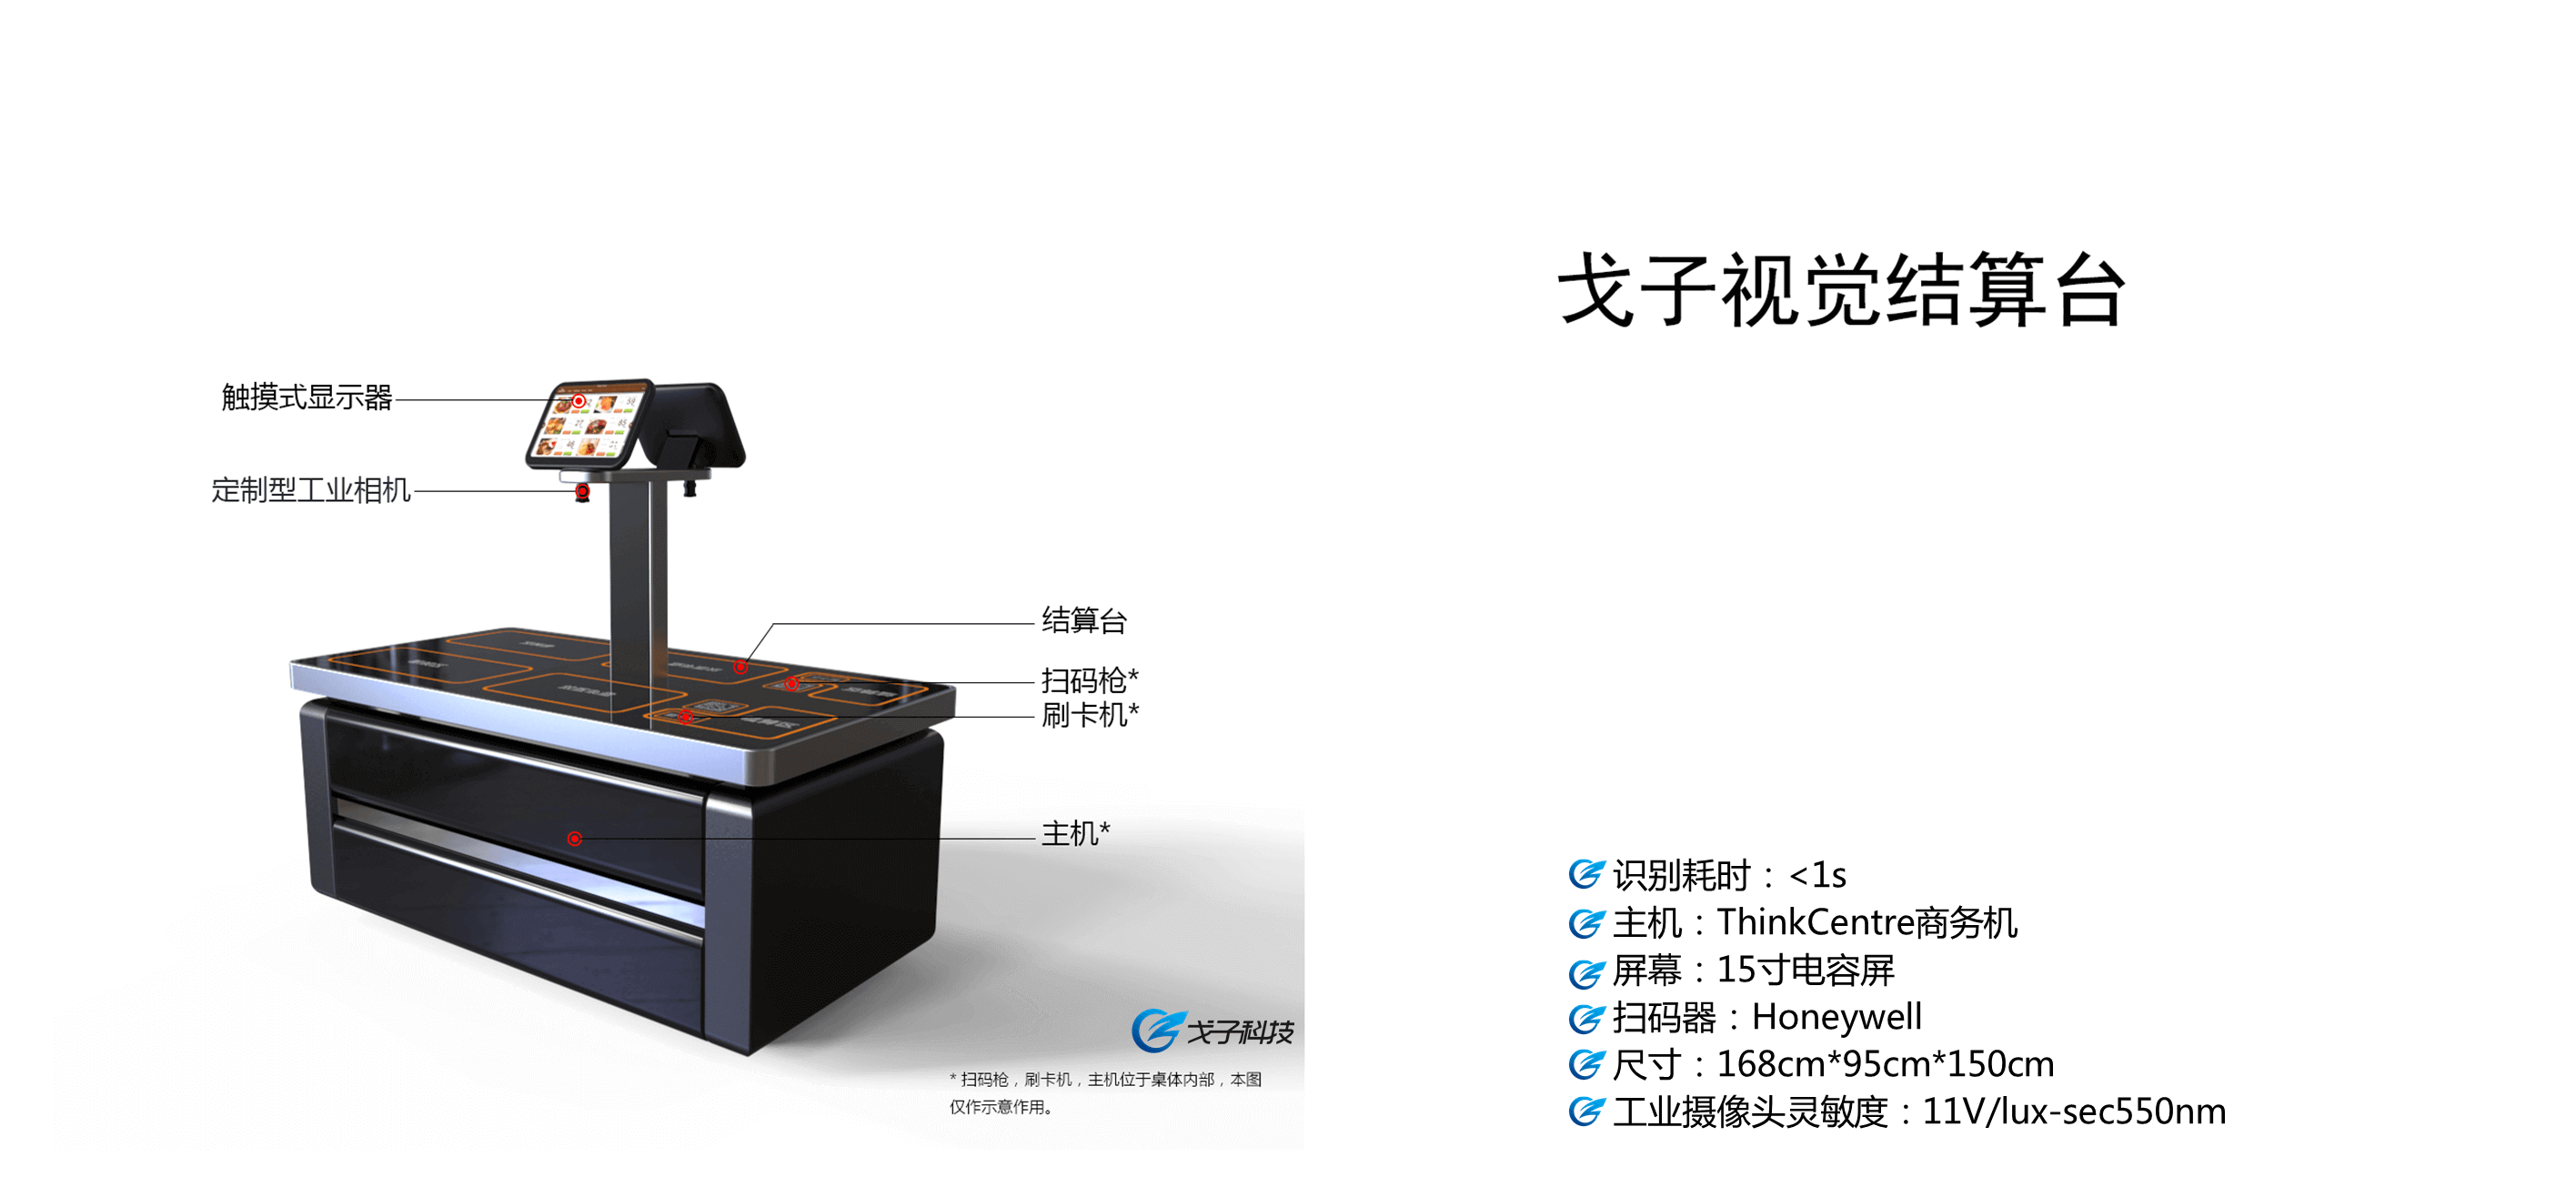 戈子视觉结算台
触摸式显示器
定制型工业相机
结算台
扫码枪*
刷卡机*
主机*
戈子科技
* 扫码枪，刷卡机，主机位于桌体内部，本图
仅作示意作用。
识别耗时：<1s
主机：ThinkCentre商务机
屏幕：15寸电容屏
扫码器：Honeywell
尺寸：168cm*95cm*150cm
工业摄像头灵敏度：11V/lux-sec550nm